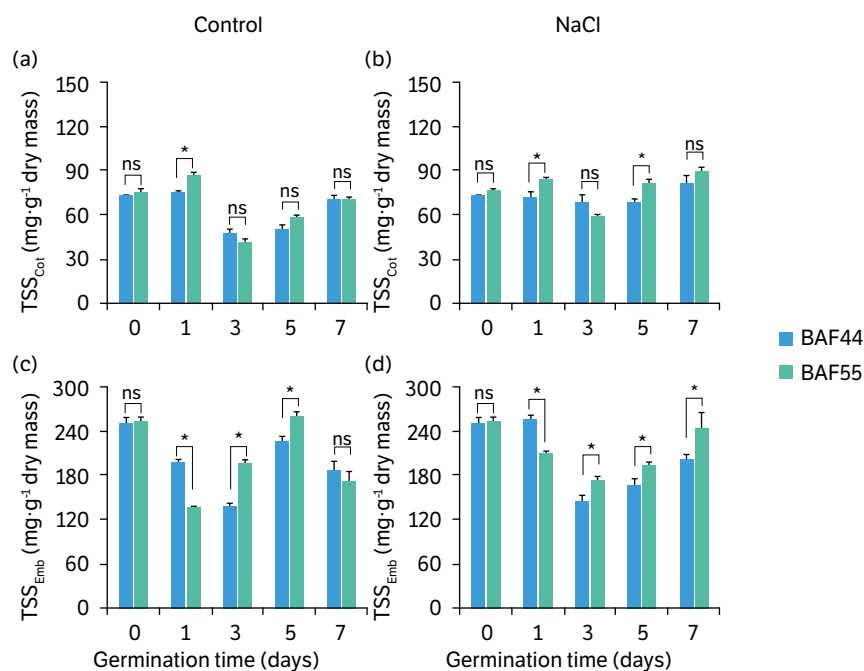 Control
NaCl
(a)
(b)
150
120
90
60
30
0
TSS_Cot (mg·g⁻¹ dry mass)
ns
*
ns
ns
ns
0 1 3 5 7
150
120
90
60
30
0
TSS_Cot (mg·g⁻¹ dry mass)
ns
*
ns
*
ns
0 1 3 5 7
BAF44
BAF55
(c)
(d)
300
240
180
120
60
0
TSS_Emb (mg·g⁻¹ dry mass)
ns
*
*
*
ns
0 1 3 5 7
Germination time (days)
300
240
180
120
60
0
TSS_Emb (mg·g⁻¹ dry mass)
ns
*
*
*
*
0 1 3 5 7
Germination time (days)